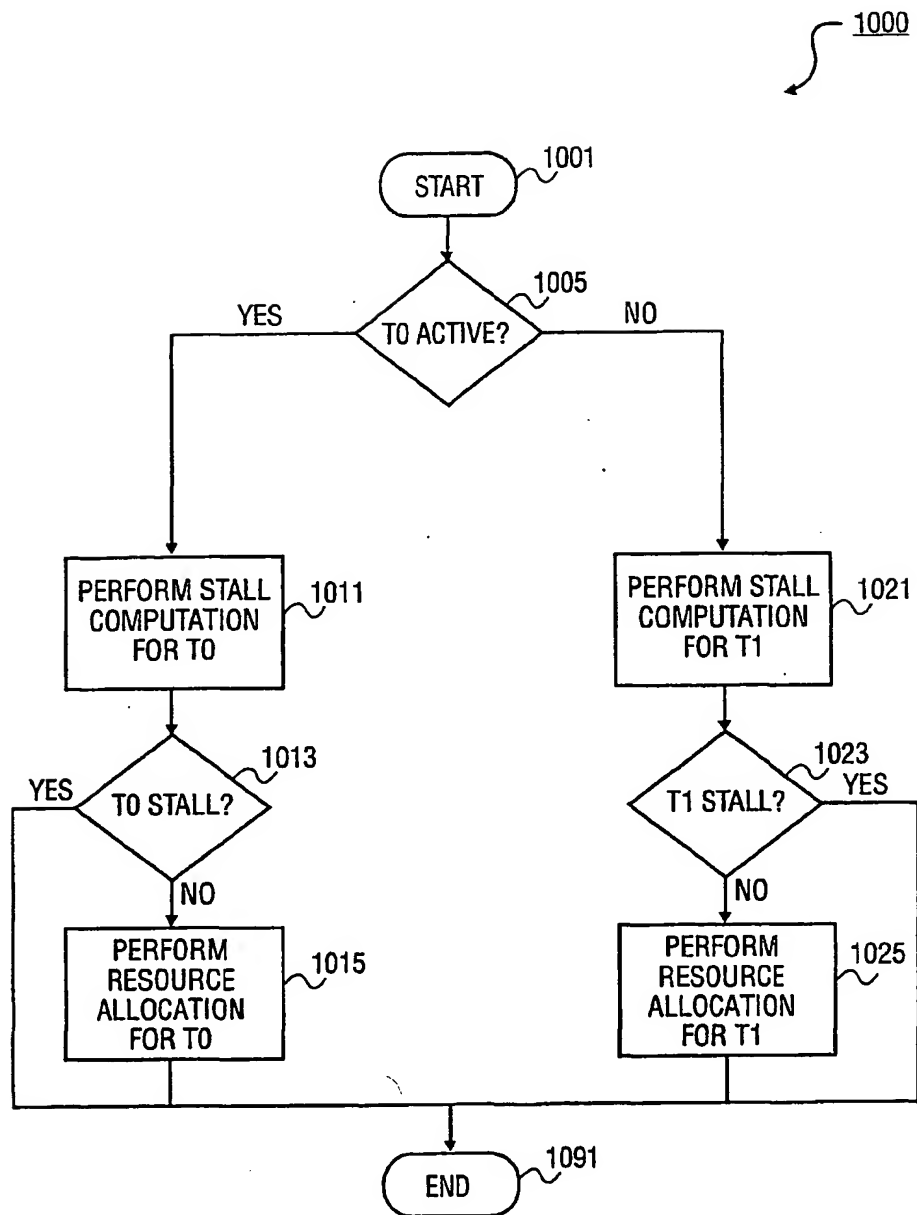 1000
START
1001
T0 ACTIVE?
1005
YES
NO
PERFORM STALL
COMPUTATION
FOR T0
1011
PERFORM STALL
COMPUTATION
FOR T1
1021
T0 STALL?
1013
YES
NO
T1 STALL?
1023
YES
NO
PERFORM
RESOURCE
ALLOCATION
FOR T0
1015
PERFORM
RESOURCE
ALLOCATION
FOR T1
1025
END
1091